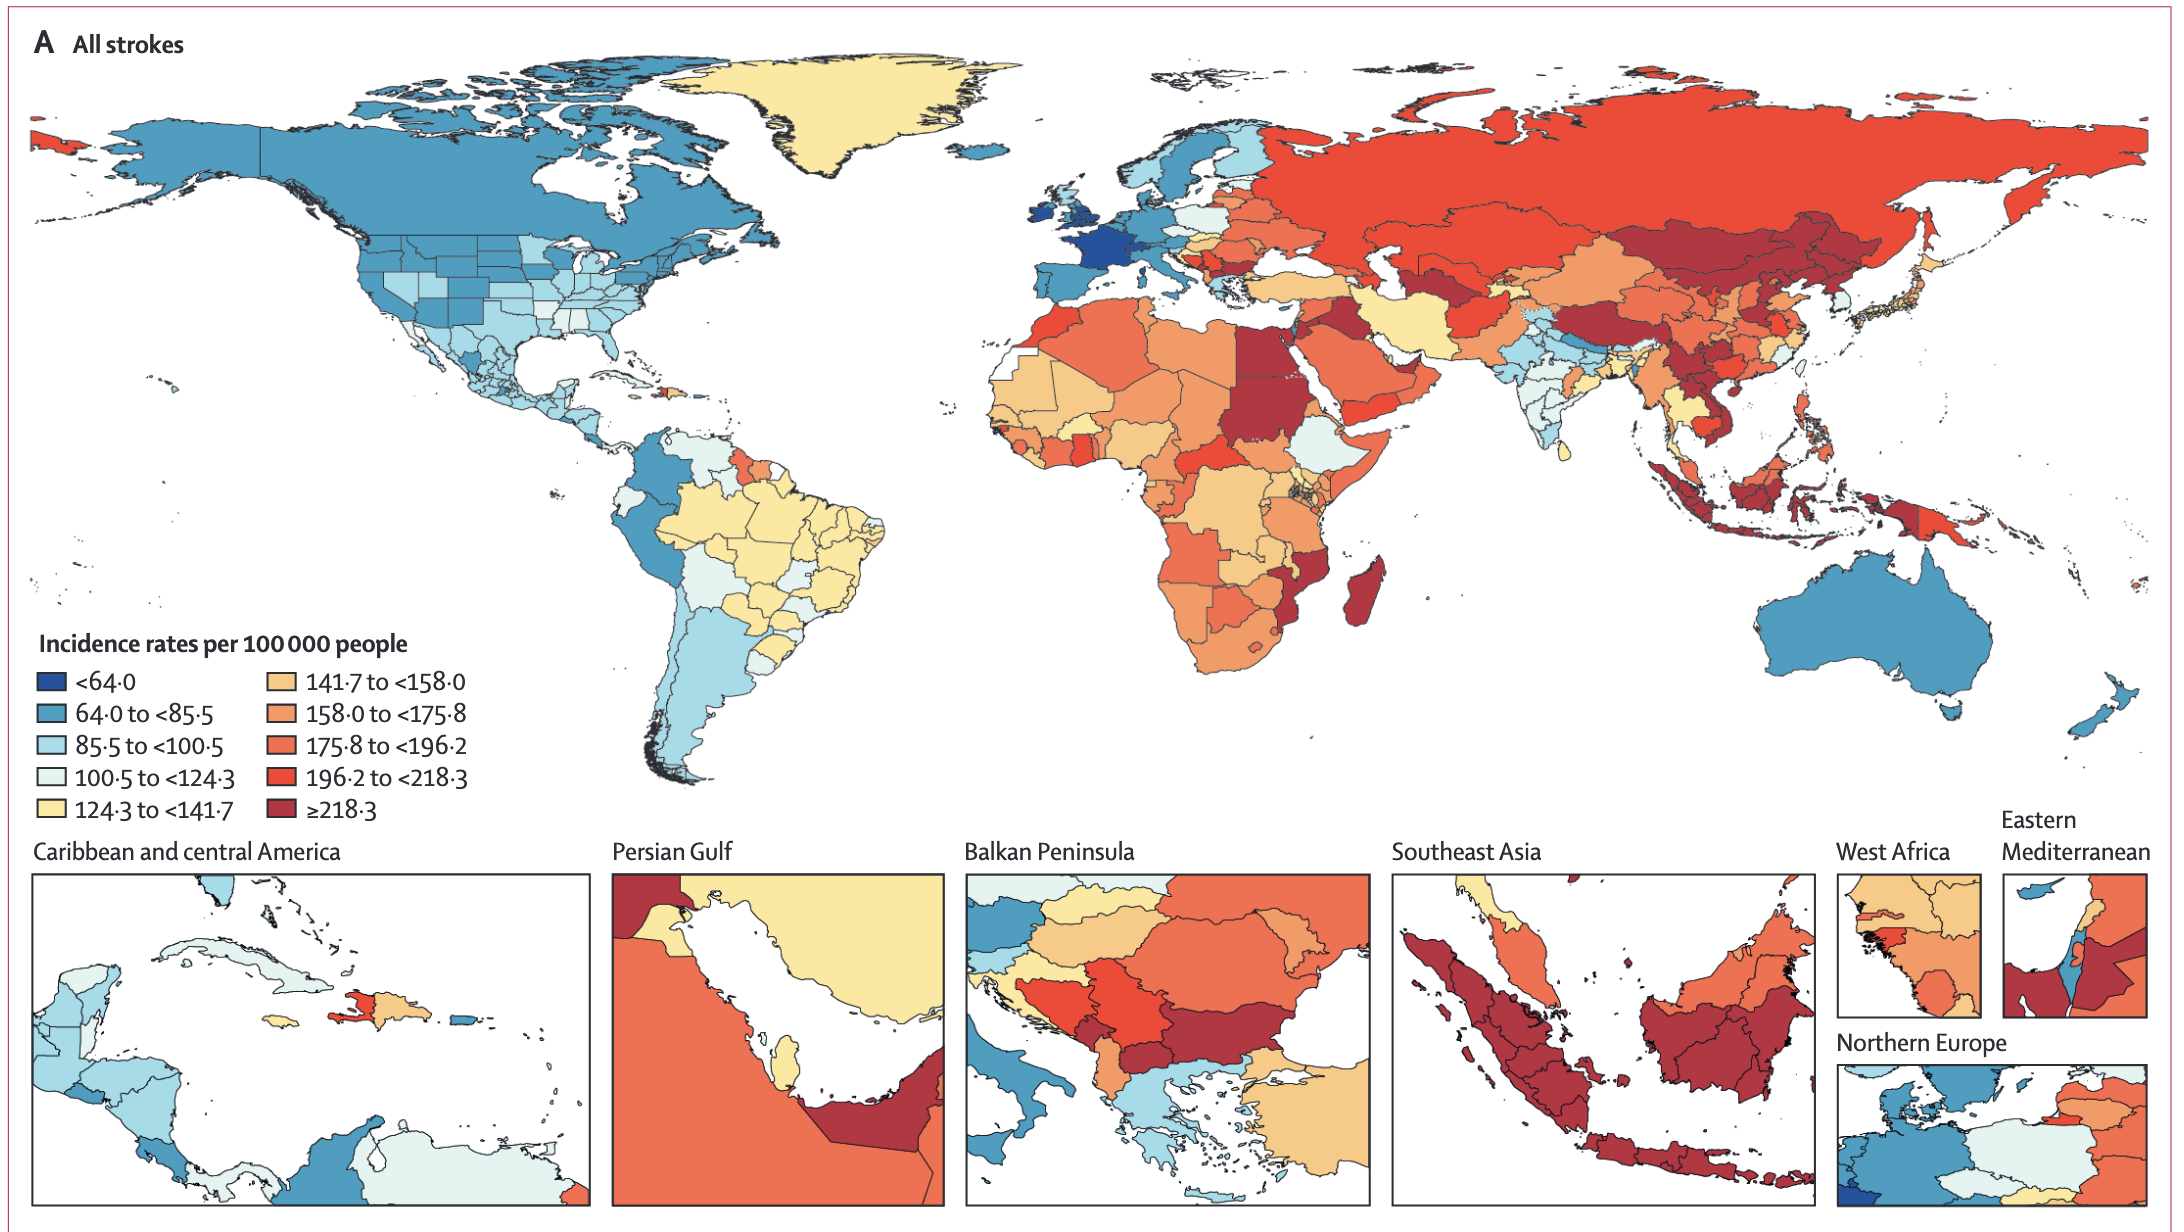 A All strokes
Incidence rates per 100 000 people
<64·0
64·0 to <85·5
85·5 to <100·5
100·5 to <124·3
124·3 to <141·7
141·7 to <158·0
158·0 to <175·8
175·8 to <196·2
196·2 to <218·3
≥218·3
Caribbean and central America
Persian Gulf
Balkan Peninsula
Southeast Asia
West Africa
Eastern
Mediterranean
Northern Europe